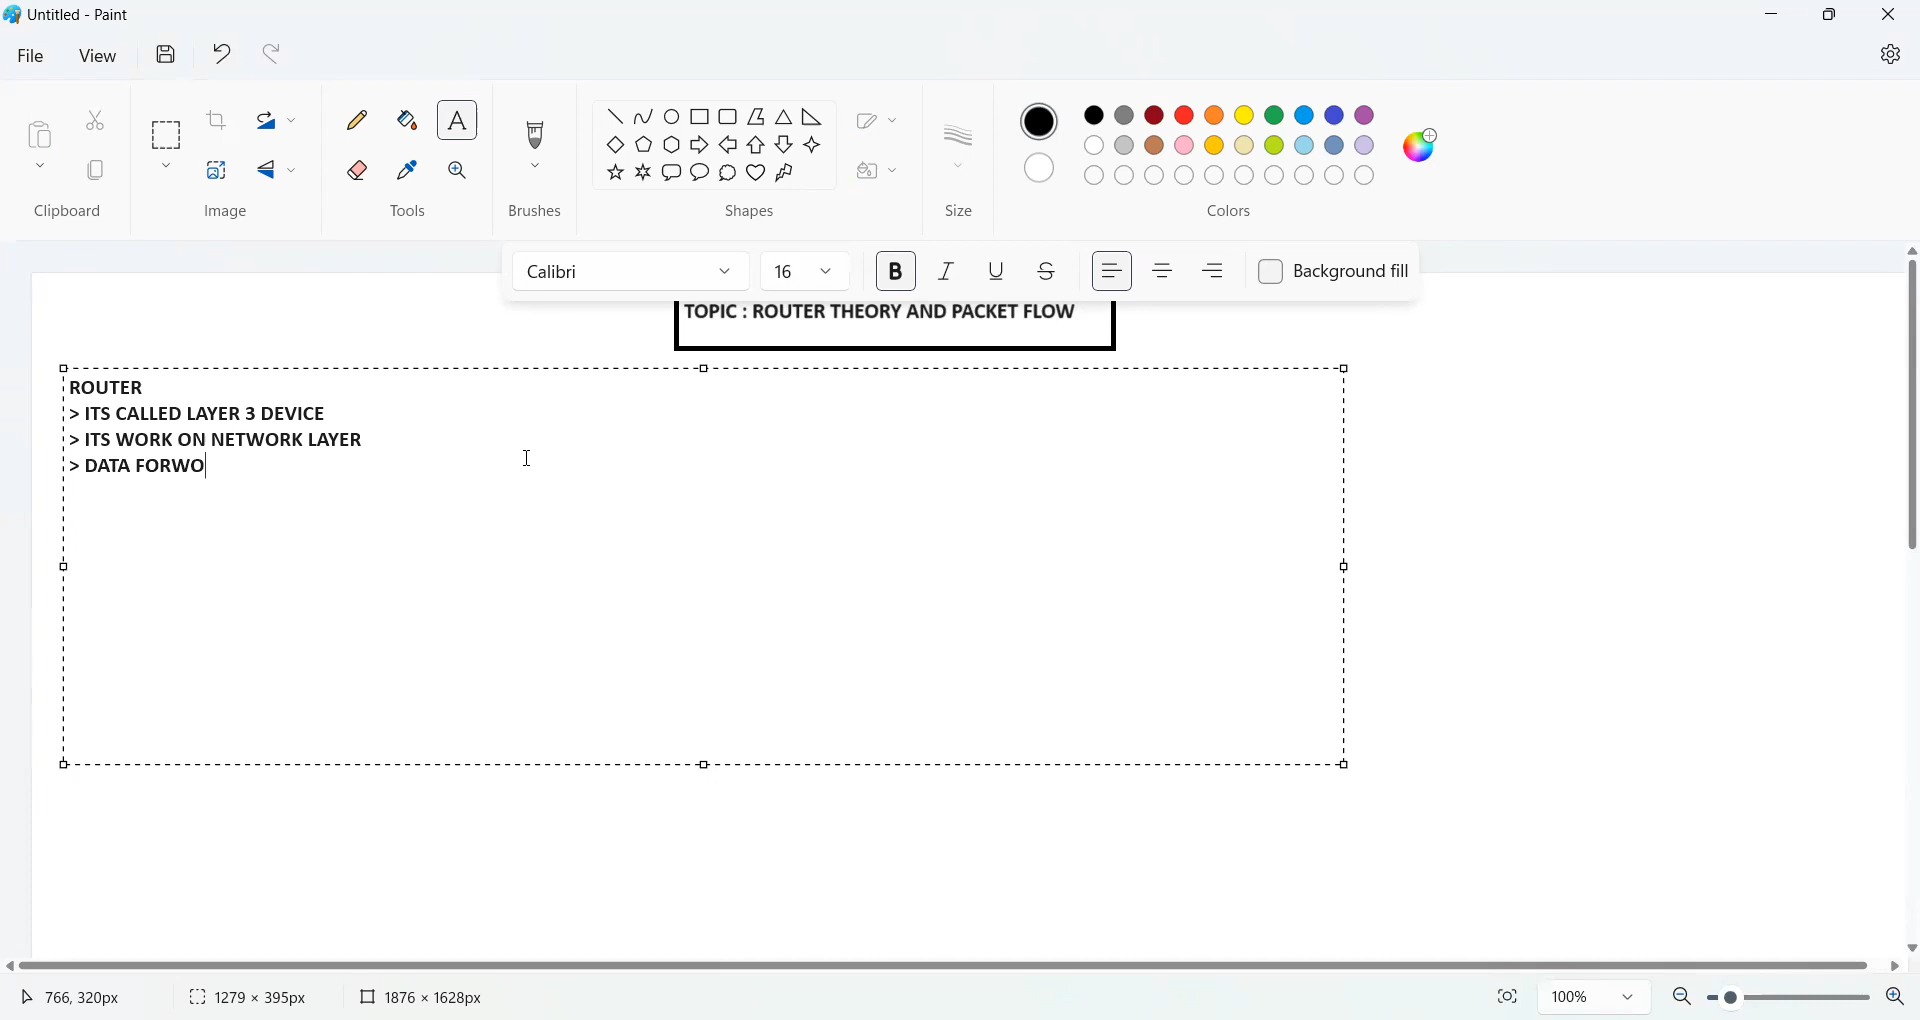 Untitled - Paint
File View
Clipboard
Image
Tools
Brushes
Shapes
Size
Colors
Calibri 16 B I U S Background fill
TOPIC : ROUTER THEORY AND PACKET FLOW
ROUTER
> ITS CALLED LAYER 3 DEVICE
> ITS WORK ON NETWORK LAYER
> DATA FORWO
766, 320px 1279 × 395px 1876 × 1628px 100%